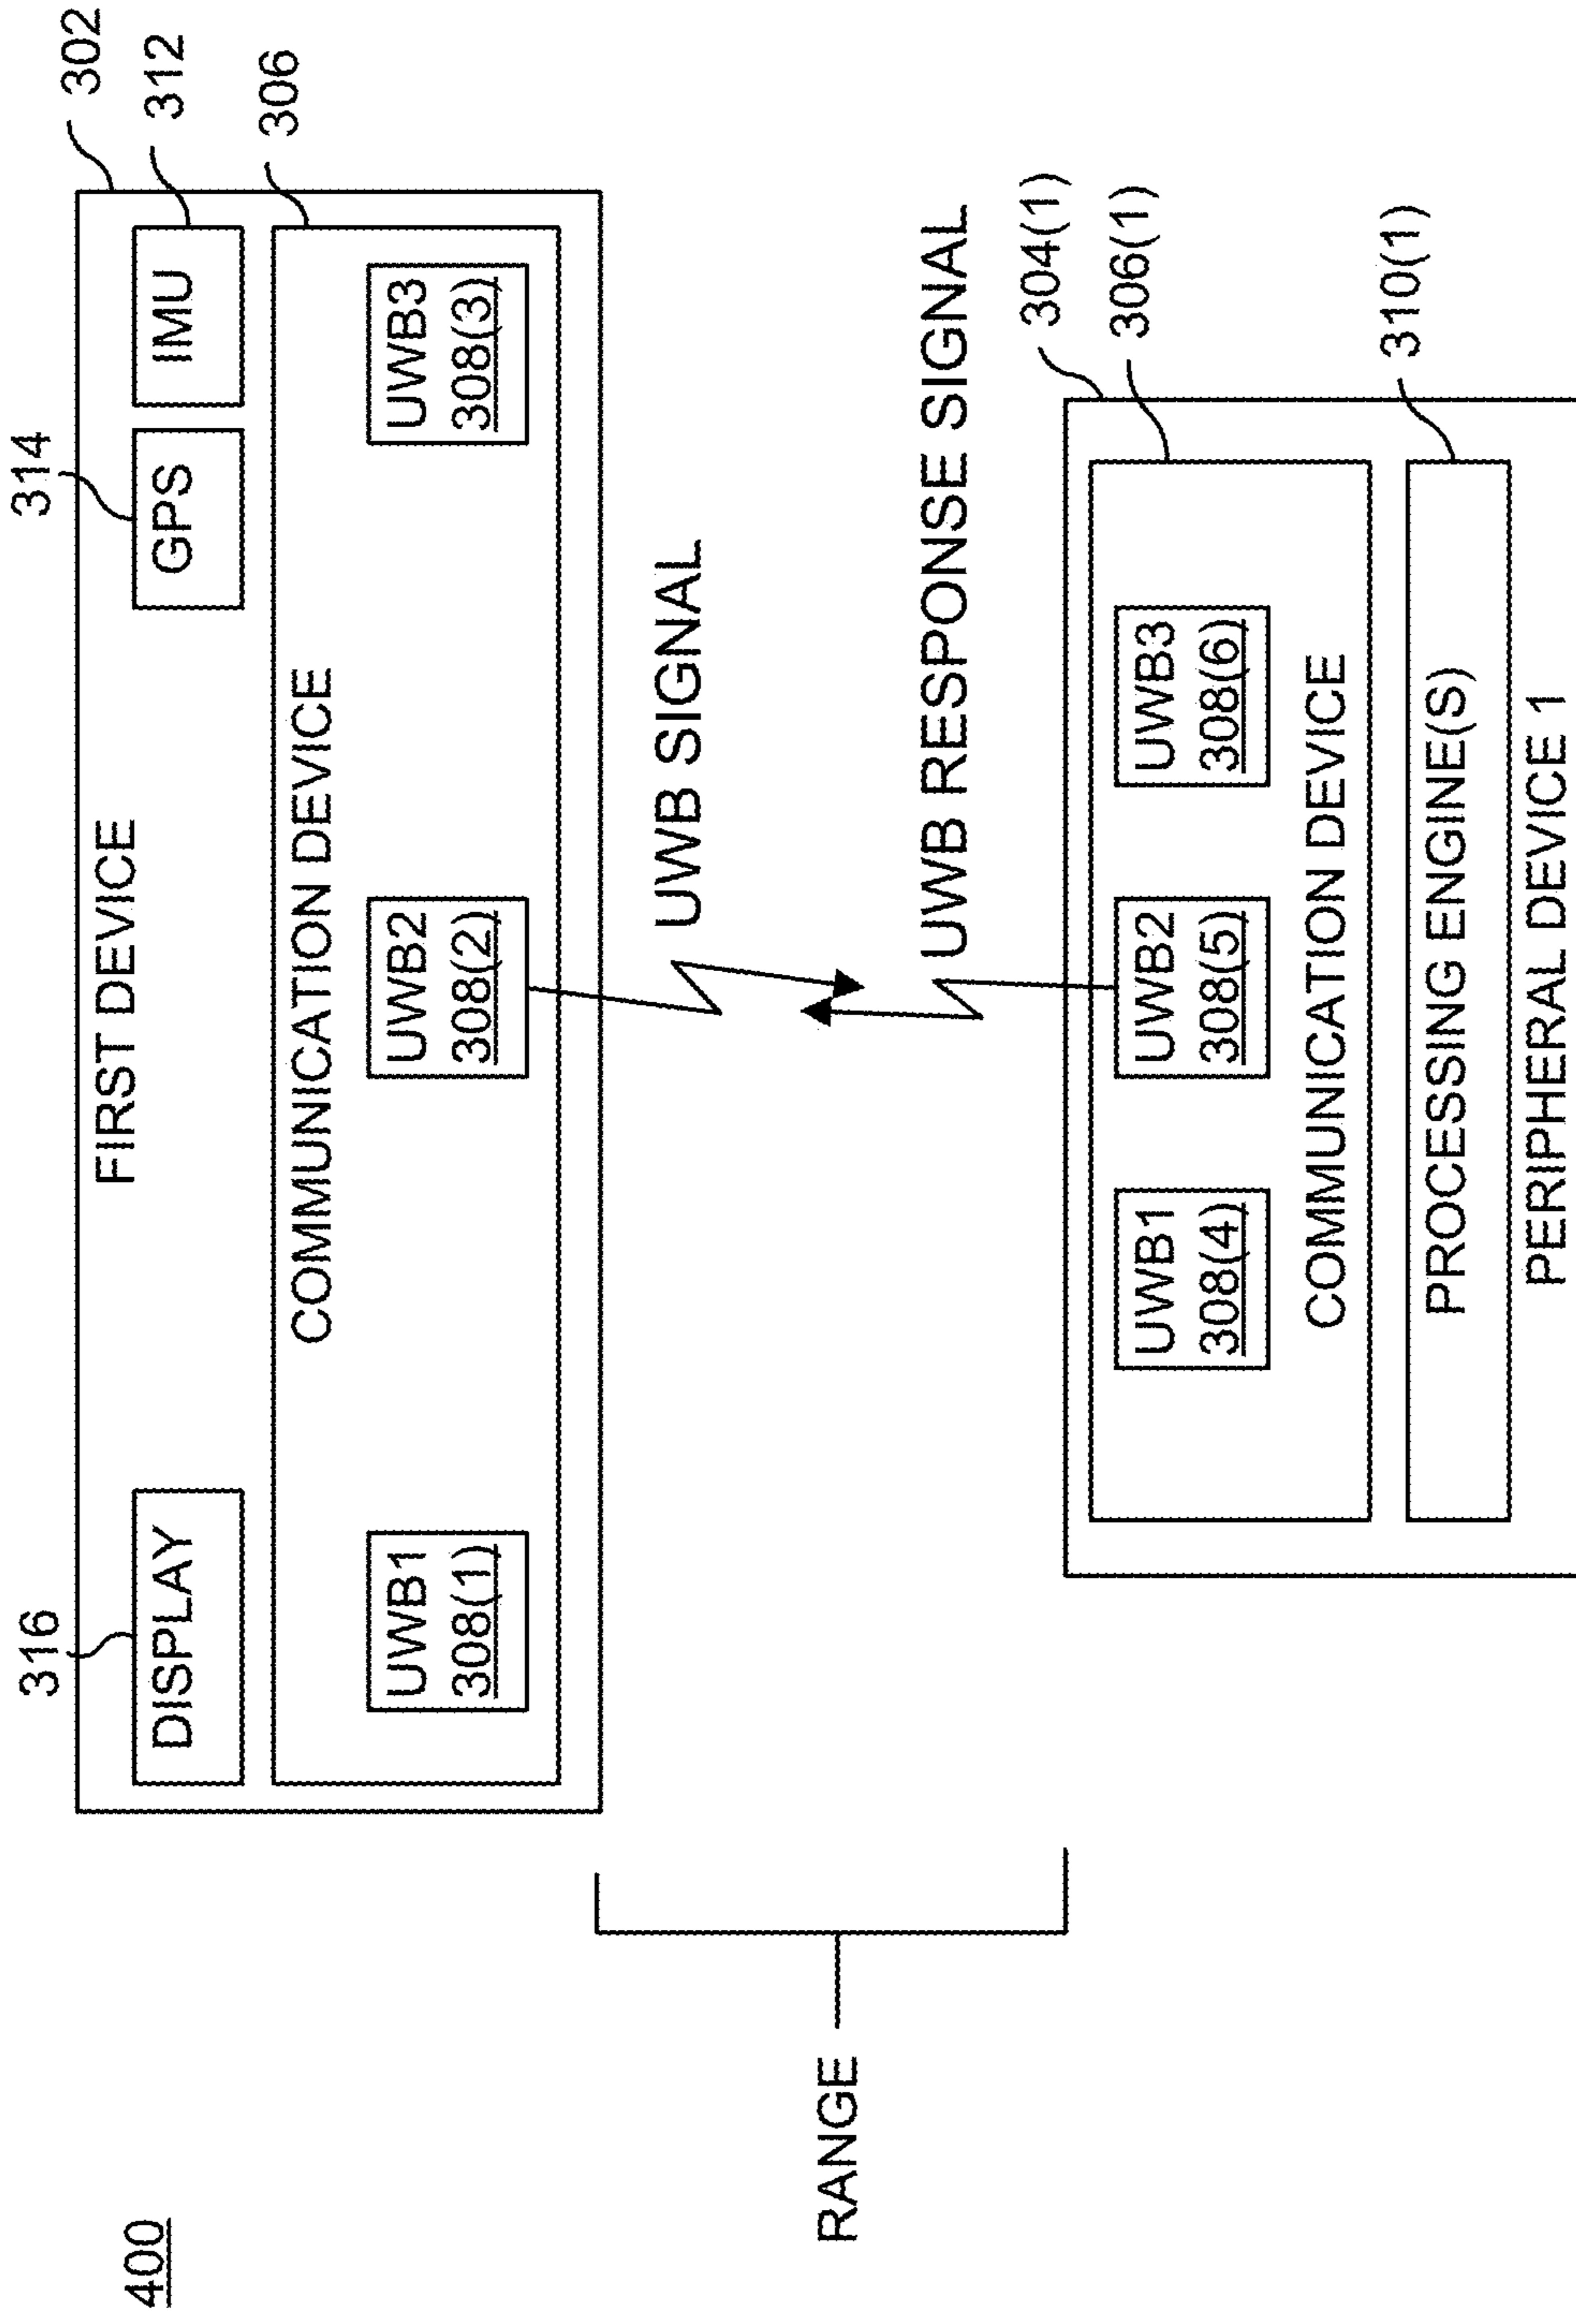 400
316
314
302
312
306
FIRST DEVICE
DISPLAY
GPS
IMU
COMMUNICATION DEVICE
UWB1
308(1)
UWB2
308(2)
UWB3
308(3)
UWB SIGNAL
RANGE
UWB RESPONSE SIGNAL
304(1)
306(1)
310(1)
UWB1
308(4)
UWB2
308(5)
UWB3
308(6)
COMMUNICATION DEVICE
PROCESSING ENGINE(S)
PERIPHERAL DEVICE 1